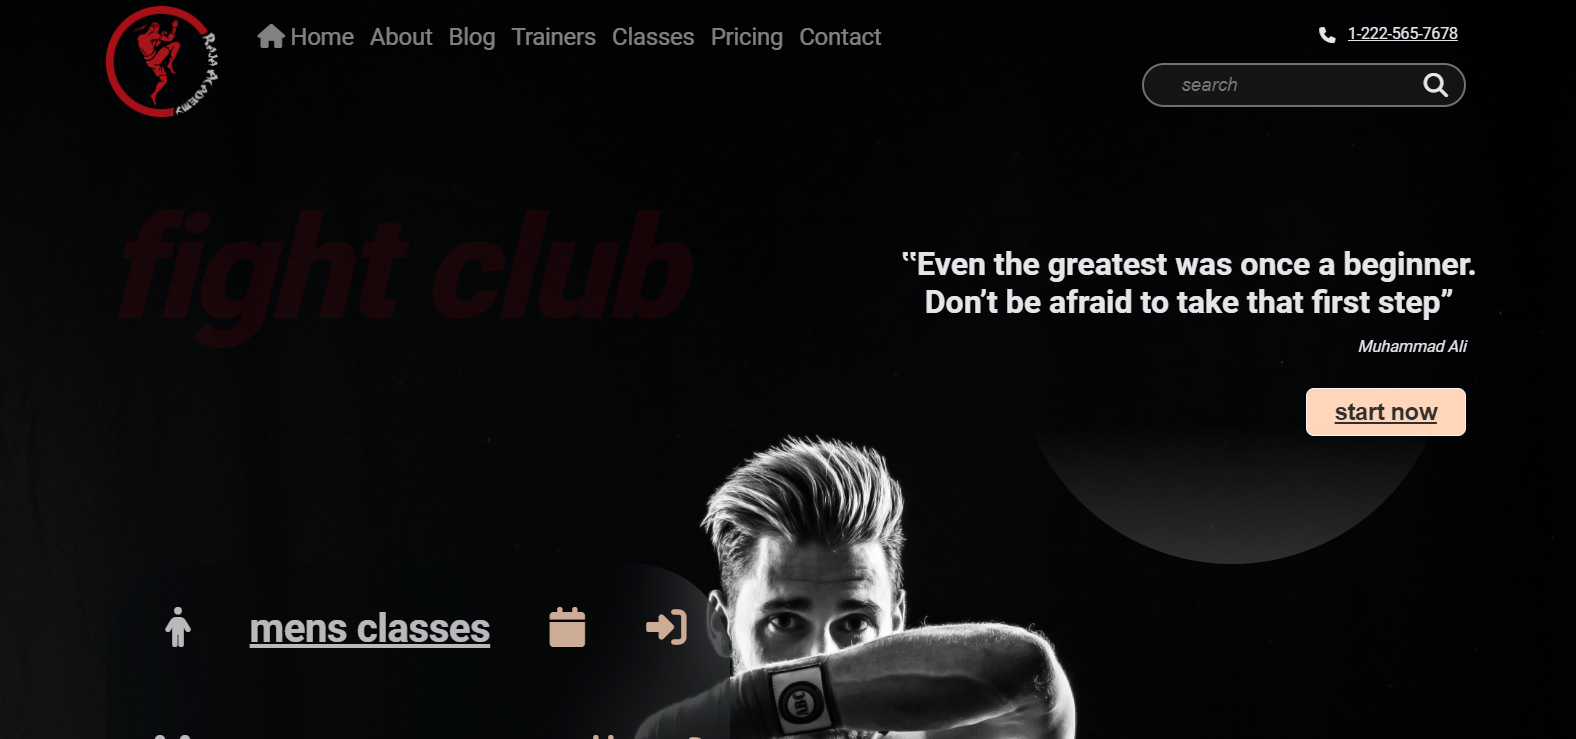 RAJA ACADEMY
Home About Blog Trainers Classes Pricing Contact
1-222-565-7678
search
fight club
“Even the greatest was once a beginner.
Don’t be afraid to take that first step”
Muhammad Ali
start now
mens classes
ABC